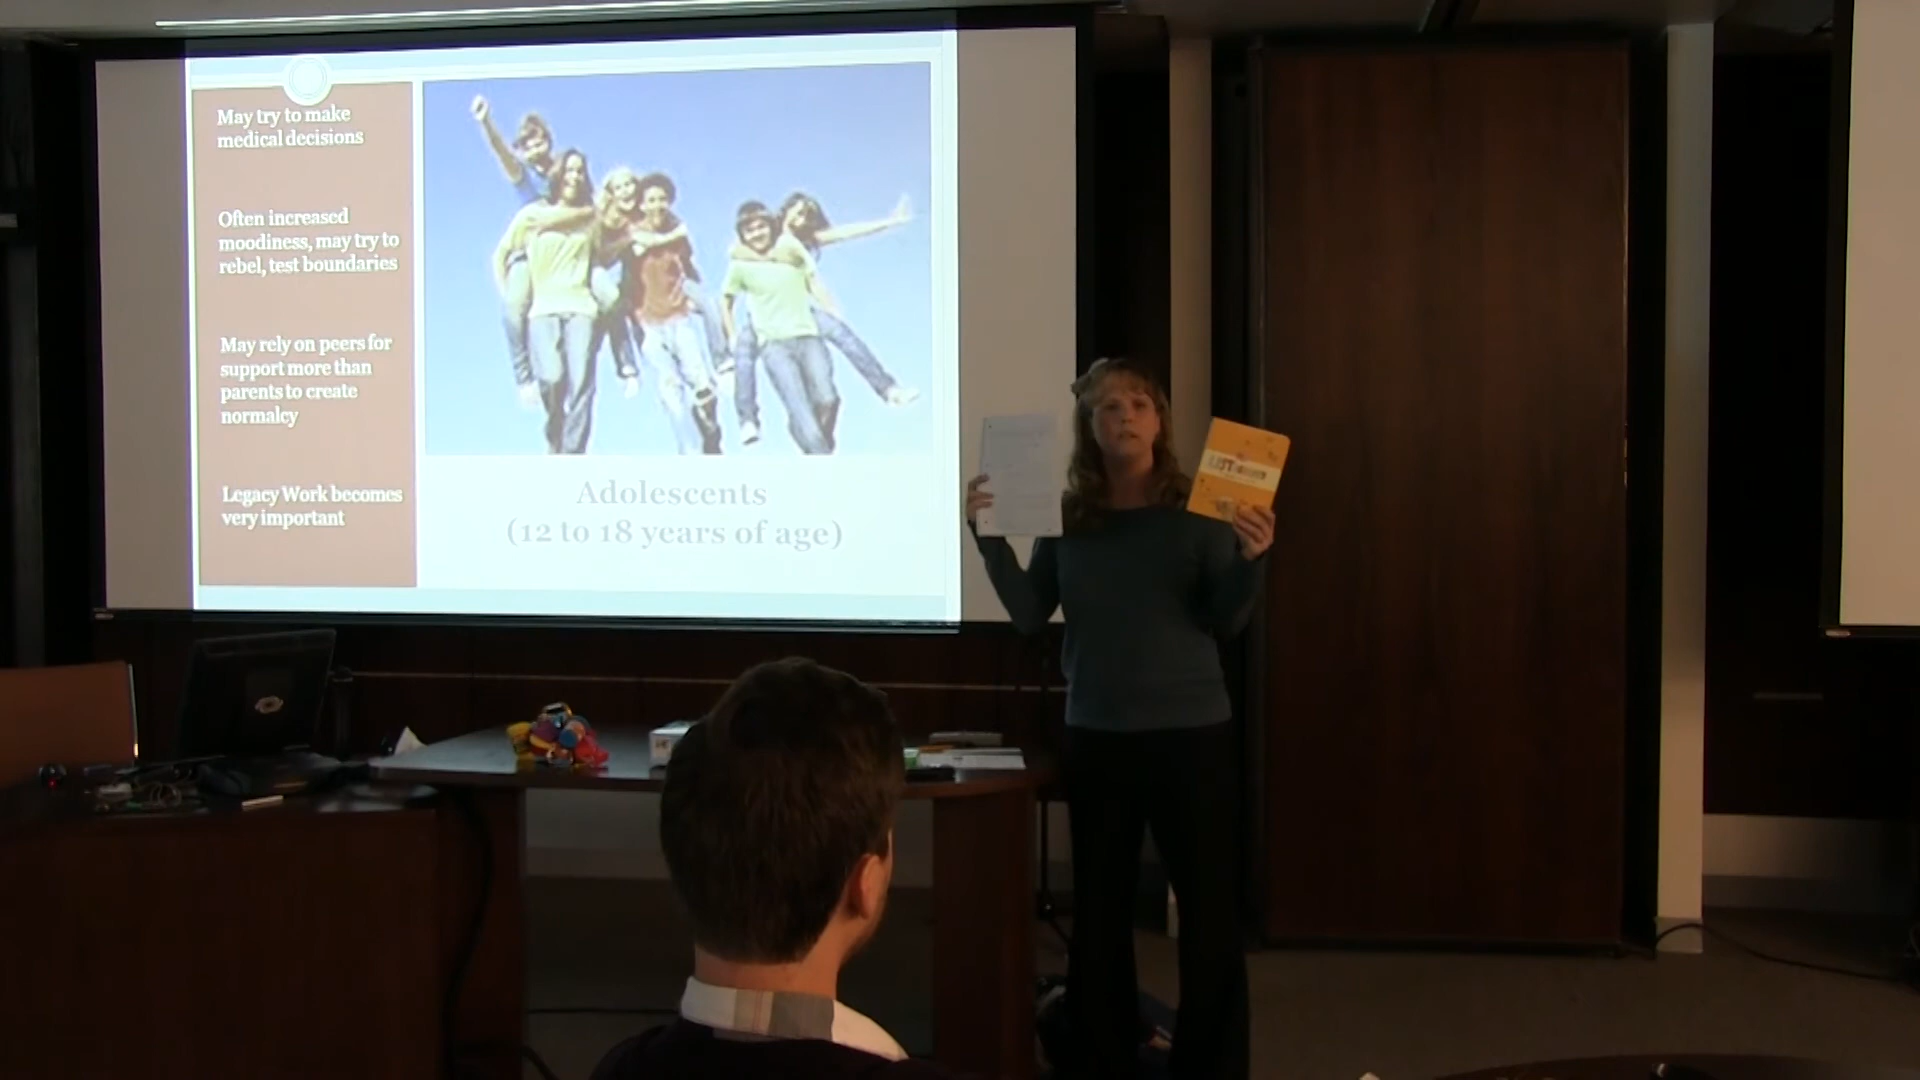 May try to make
medical decisions
Often increased
moodiness, may try to
rebel, test boundaries
May rely on peers for
support more than
parents to create
normalcy
Legacy Work becomes
very important
Adolescents
(12 to 18 years of age)
LIST